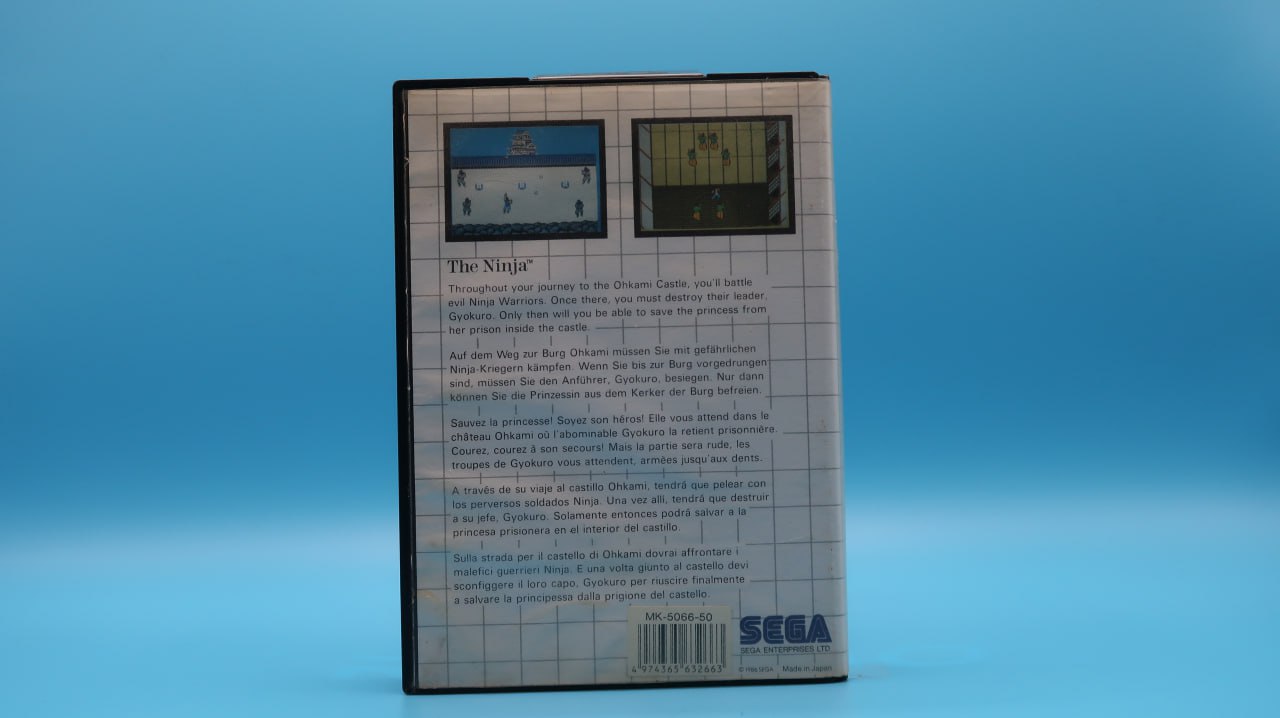 The Ninja™
Throughout your journey to the Ohkami Castle, you'll battle
evil Ninja Warriors. Once there, you must destroy their leader,
Gyokuro. Only then will you be able to save the princess from
her prison inside the castle.
Auf dem Weg zur Burg Ohkami müssen Sie mit gefährlichen
Ninja-Kriegern kämpfen. Wenn Sie bis zur Burg vorgedrungen
sind, müssen Sie den Anführer, Gyokuro, besiegen. Nur dann
können Sie die Prinzessin aus dem Kerker der Burg befreien.
Sauvez la princesse! Soyez son héros! Elle vous attend dans le
château Ohkami où l'abominable Gyokuro la retient prisonnière.
Courez, courez à son secours! Mais la partie sera rude, les
troupes de Gyokuro vous attendent, armées jusqu'aux dents.
A través de su viaje al castillo Ohkami, tendrá que pelear con
los perversos soldados Ninja. Una vez allí, tendrá que destruir
a su jefe, Gyokuro. Solamente entonces podrá salvar a la
princesa prisionera en el interior del castillo.
Sulla strada per il castello di Ohkami dovrai affrontare i
malefici guerrieri Ninja. E una volta giunto al castello devi
sconfiggere il loro capo, Gyokuro per riuscire finalmente
a salvare la principessa dalla prigione del castello.
MK-5066-50
4 974365 632663
SEGA
SEGA ENTERPRISES LTD
© 1986 SEGA Made in Japan